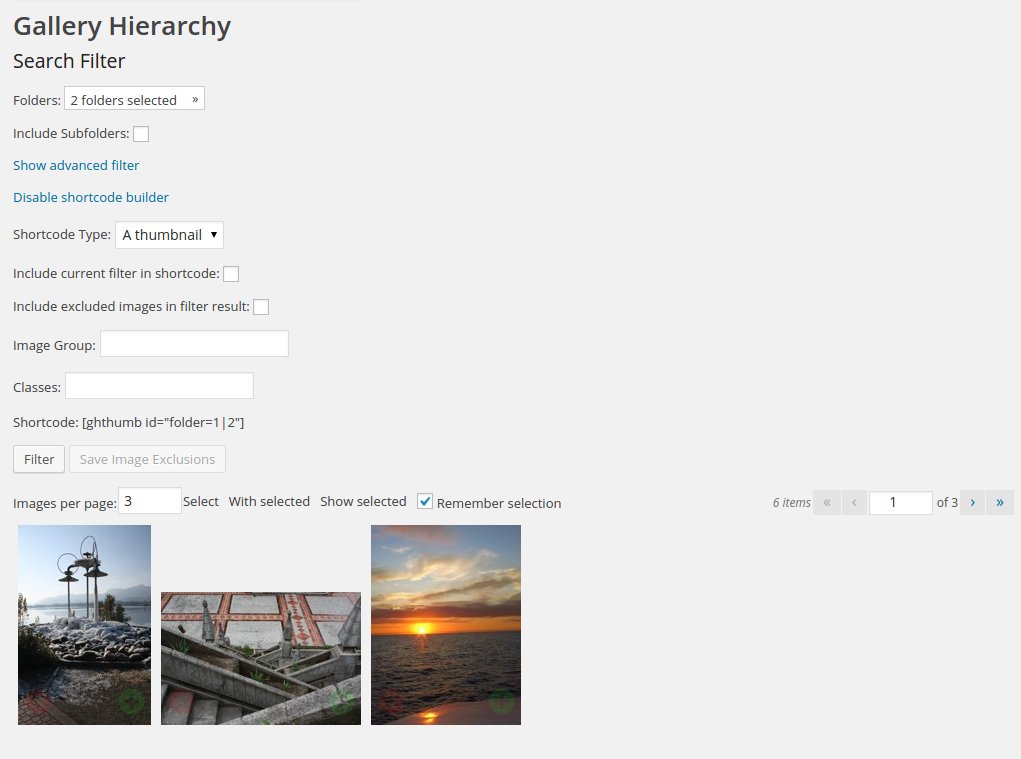 Gallery Hierarchy
Search Filter
Folders: 2 folders selected »
Include Subfolders:
Show advanced filter
Disable shortcode builder
Shortcode Type: A thumbnail ▾
Include current filter in shortcode:
Include excluded images in filter result:
Image Group:
Classes:
Shortcode: [ghthumb id="folder=1|2"]
Filter Save Image Exclusions
Images per page: 3 Select With selected Show selected Remember selection 6 items « ‹ 1 of 3 › »